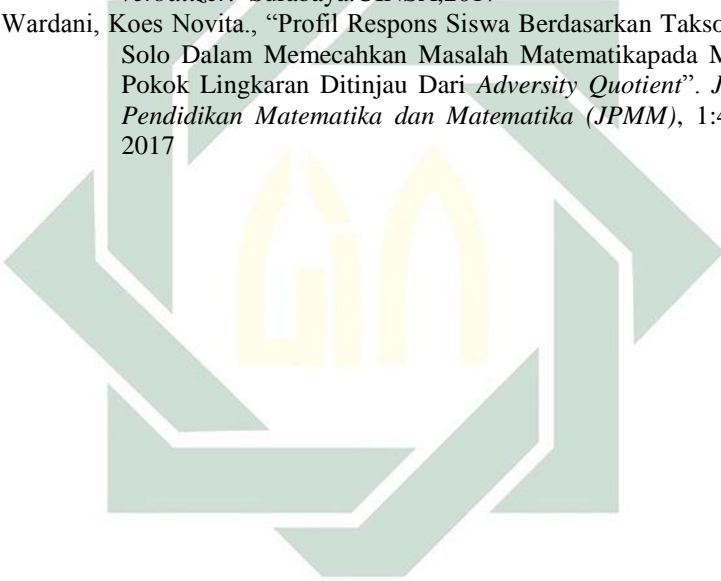 Wardani, Koes Novita., “Profil Respons Siswa Berdasarkan Takso
Solo Dalam Memecahkan Masalah Matematikapada M
Pokok Lingkaran Ditinjau Dari Adversity Quotient”. J
Pendidikan Matematika dan Matematika (JPMM), 1:4
2017